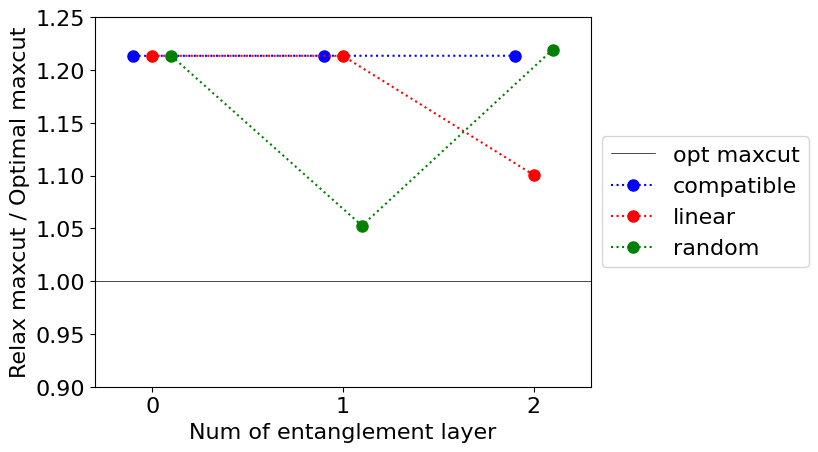 Relax maxcut / Optimal maxcut
1.25
1.20
1.15
1.10
1.05
1.00
0.95
0.90
0
1
2
Num of entanglement layer
opt maxcut
compatible
linear
random